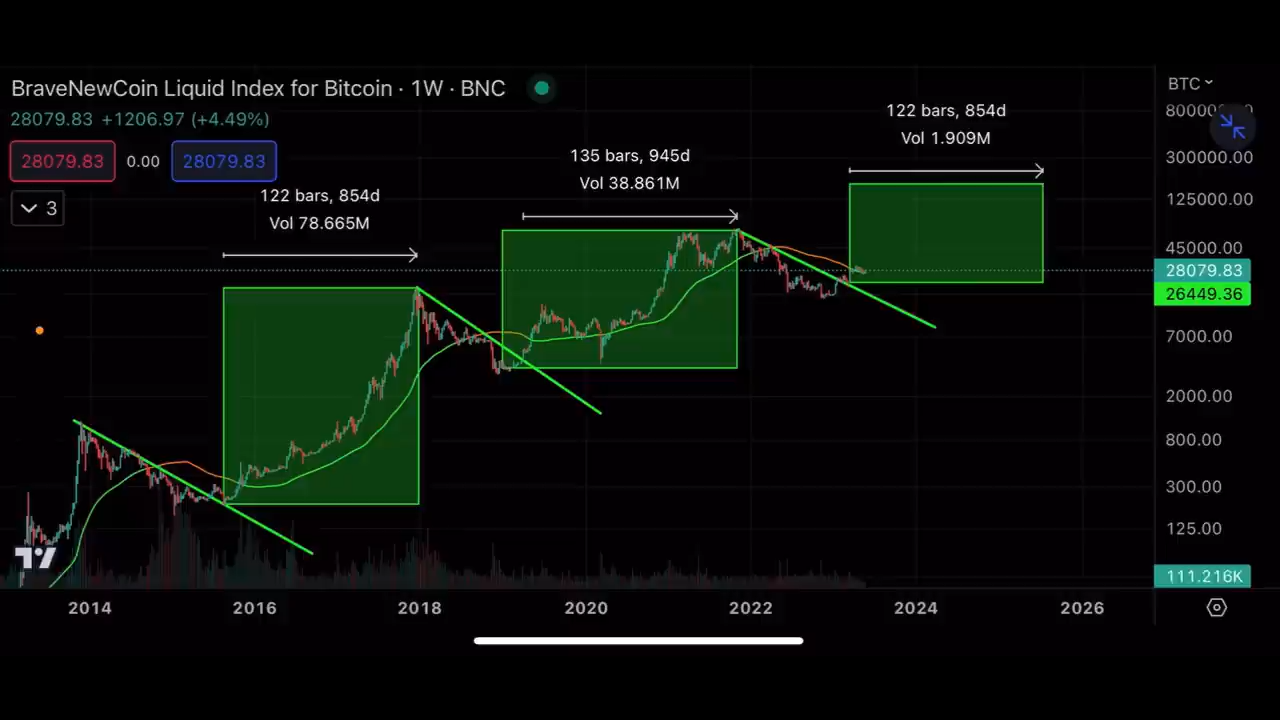 BraveNewCoin Liquid Index for Bitcoin · 1W · BNC
28079.83 +1206.97 (+4.49%)
28079.83 0.00 28079.83
3
122 bars, 854d
Vol 78.665M
135 bars, 945d
Vol 38.861M
122 bars, 854d
Vol 1.909M
BTC
300000.00
125000.00
45000.00
28079.83
26449.36
7000.00
2000.00
800.00
300.00
125.00
111.216K
2014 2016 2018 2020 2022 2024 2026